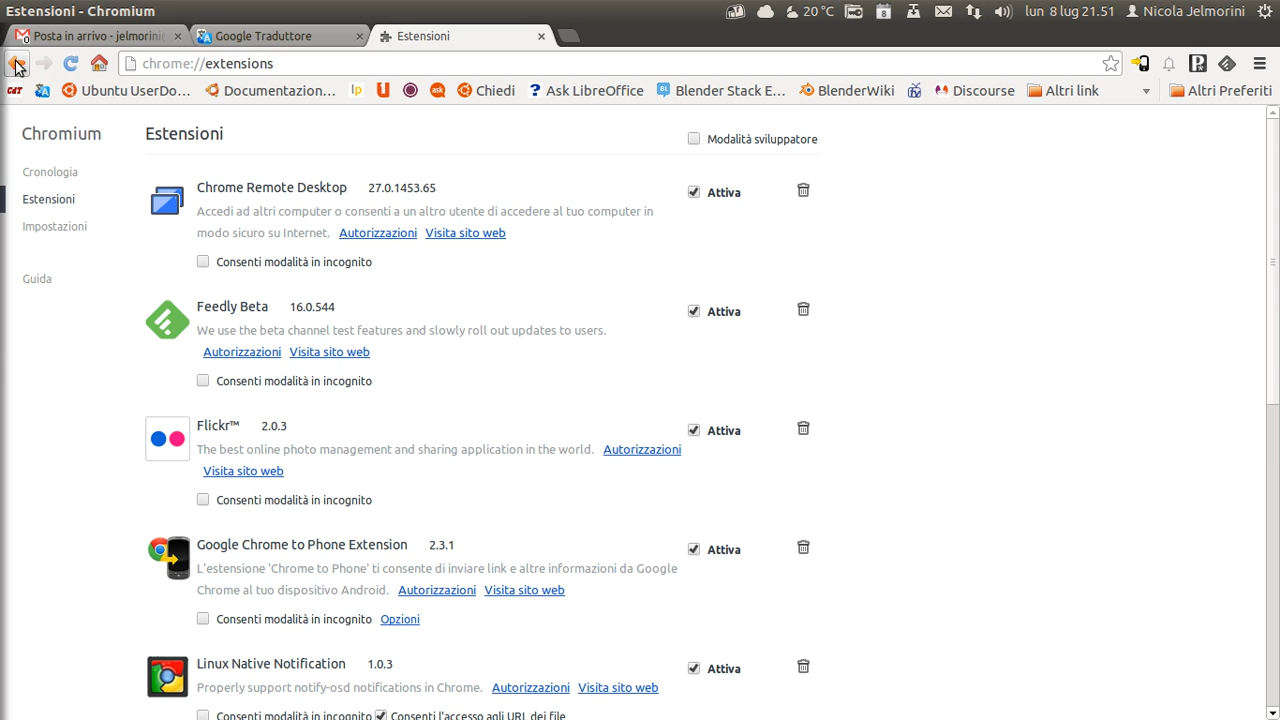 Estensioni - Chromium
20 °C
8
lun 8 lug 21.51
Nicola Jelmorini
Posta in arrivo - jelmorini
Google Traduttore
Estensioni
chrome://extensions
CAT
Ubuntu UserDo...
Documentazion...
lp
U
ask
Chiedi
? Ask LibreOffice
BL
Blender Stack E...
BlenderWiki
Discourse
Altri link
Altri Preferiti
Chromium
Cronologia
Estensioni
Impostazioni
Guida
Estensioni
Modalità sviluppatore
Chrome Remote Desktop 27.0.1453.65
Attiva
Accedi ad altri computer o consenti a un altro utente di accedere al tuo computer in
modo sicuro su Internet. Autorizzazioni Visita sito web
Consenti modalità in incognito
Feedly Beta 16.0.544
Attiva
We use the beta channel test features and slowly roll out updates to users.
Autorizzazioni Visita sito web
Consenti modalità in incognito
Flickr™ 2.0.3
Attiva
The best online photo management and sharing application in the world. Autorizzazioni
Visita sito web
Consenti modalità in incognito
Google Chrome to Phone Extension 2.3.1
Attiva
L'estensione 'Chrome to Phone' ti consente di inviare link e altre informazioni da Google
Chrome al tuo dispositivo Android. Autorizzazioni Visita sito web
Consenti modalità in incognito Opzioni
Linux Native Notification 1.0.3
Attiva
Properly support notify-osd notifications in Chrome. Autorizzazioni Visita sito web
Consenti modalità in incognito Consenti l'accesso agli URL dei file